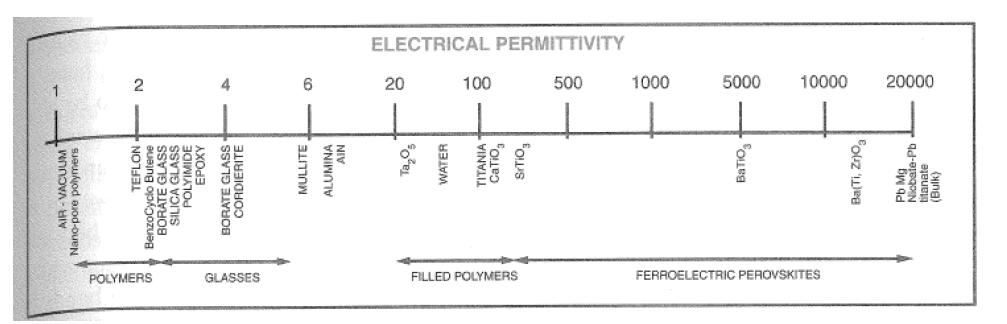 ELECTRICAL PERMITTIVITY
1 2 4 6 20 100 500 1000 5000 10000 20000
AIR - VACUUM
Nano-pore polymers
TEFLON
BenzoCyclo Butene
BORATE GLASS
SILICA GLASS
POLYIMIDE
EPOXY
BORATE GLASS
CORDIERITE
MULLITE
ALUMINA
AIN
Ta2O5
WATER
TITANIA
CaTiO3
SrTiO3
BaTiO3
Ba(Ti, Zr)O3
Pb Mg
Niobate-Pb
titanate
(Bulk)
POLYMERS GLASSES FILLED POLYMERS FERROELECTRIC PEROVSKITES